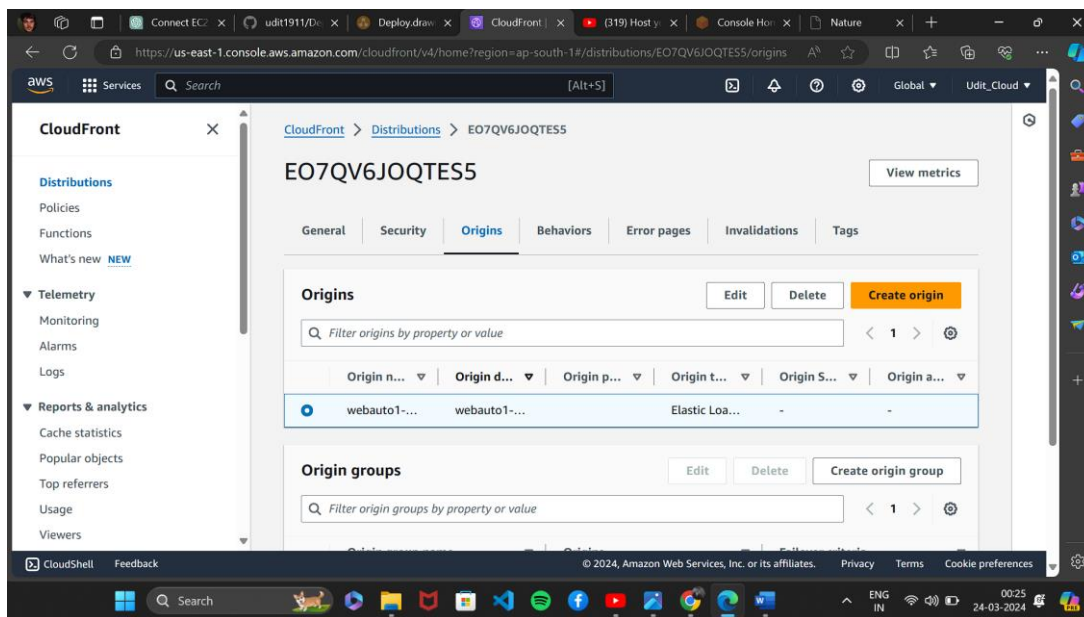 Connect EC2 udit1911/De Deploy.draw CloudFront | (319) Host y Console Hon Nature
https://us-east-1.console.aws.amazon.com/cloudfront/v4/home?region=ap-south-1#/distributions/EO7QV6JOQTES5/origins
aws Services Search [Alt+S] Global Udit_Cloud
CloudFront
CloudFront > Distributions > EO7QV6JOQTES5
EO7QV6JOQTES5
View metrics
Distributions
Policies
Functions
What's new NEW
Telemetry
Monitoring
Alarms
Logs
Reports & analytics
Cache statistics
Popular objects
Top referrers
Usage
Viewers
General Security Origins Behaviors Error pages Invalidations Tags
Origins Edit Delete Create origin
Filter origins by property or value 1
Origin n... Origin d... Origin p... Origin t... Origin S... Origin a...
webauto1-... webauto1-... Elastic Loa... - -
Origin groups Edit Delete Create origin group
Filter origin groups by property or value 1
CloudShell Feedback © 2024, Amazon Web Services, Inc. or its affiliates. Privacy Terms Cookie preferences
Search ENG 00:25
IN 24-03-2024